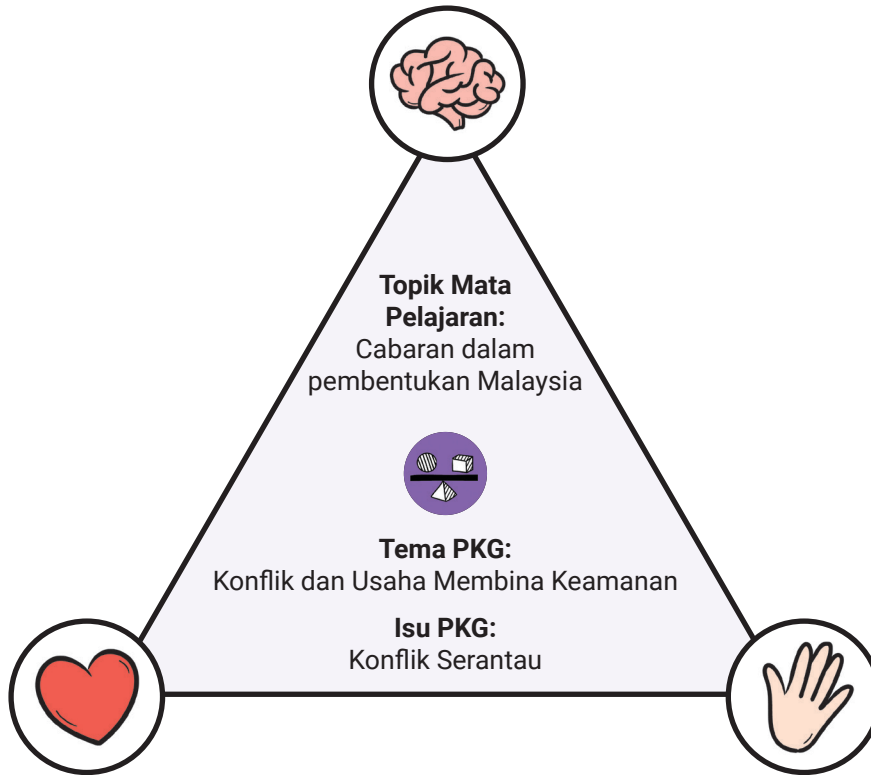 Topik Mata
Pelajaran:
Cabaran dalam
pembentukan Malaysia
Tema PKG:
Konflik dan Usaha Membina Keamanan
Isu PKG:
Konflik Serantau